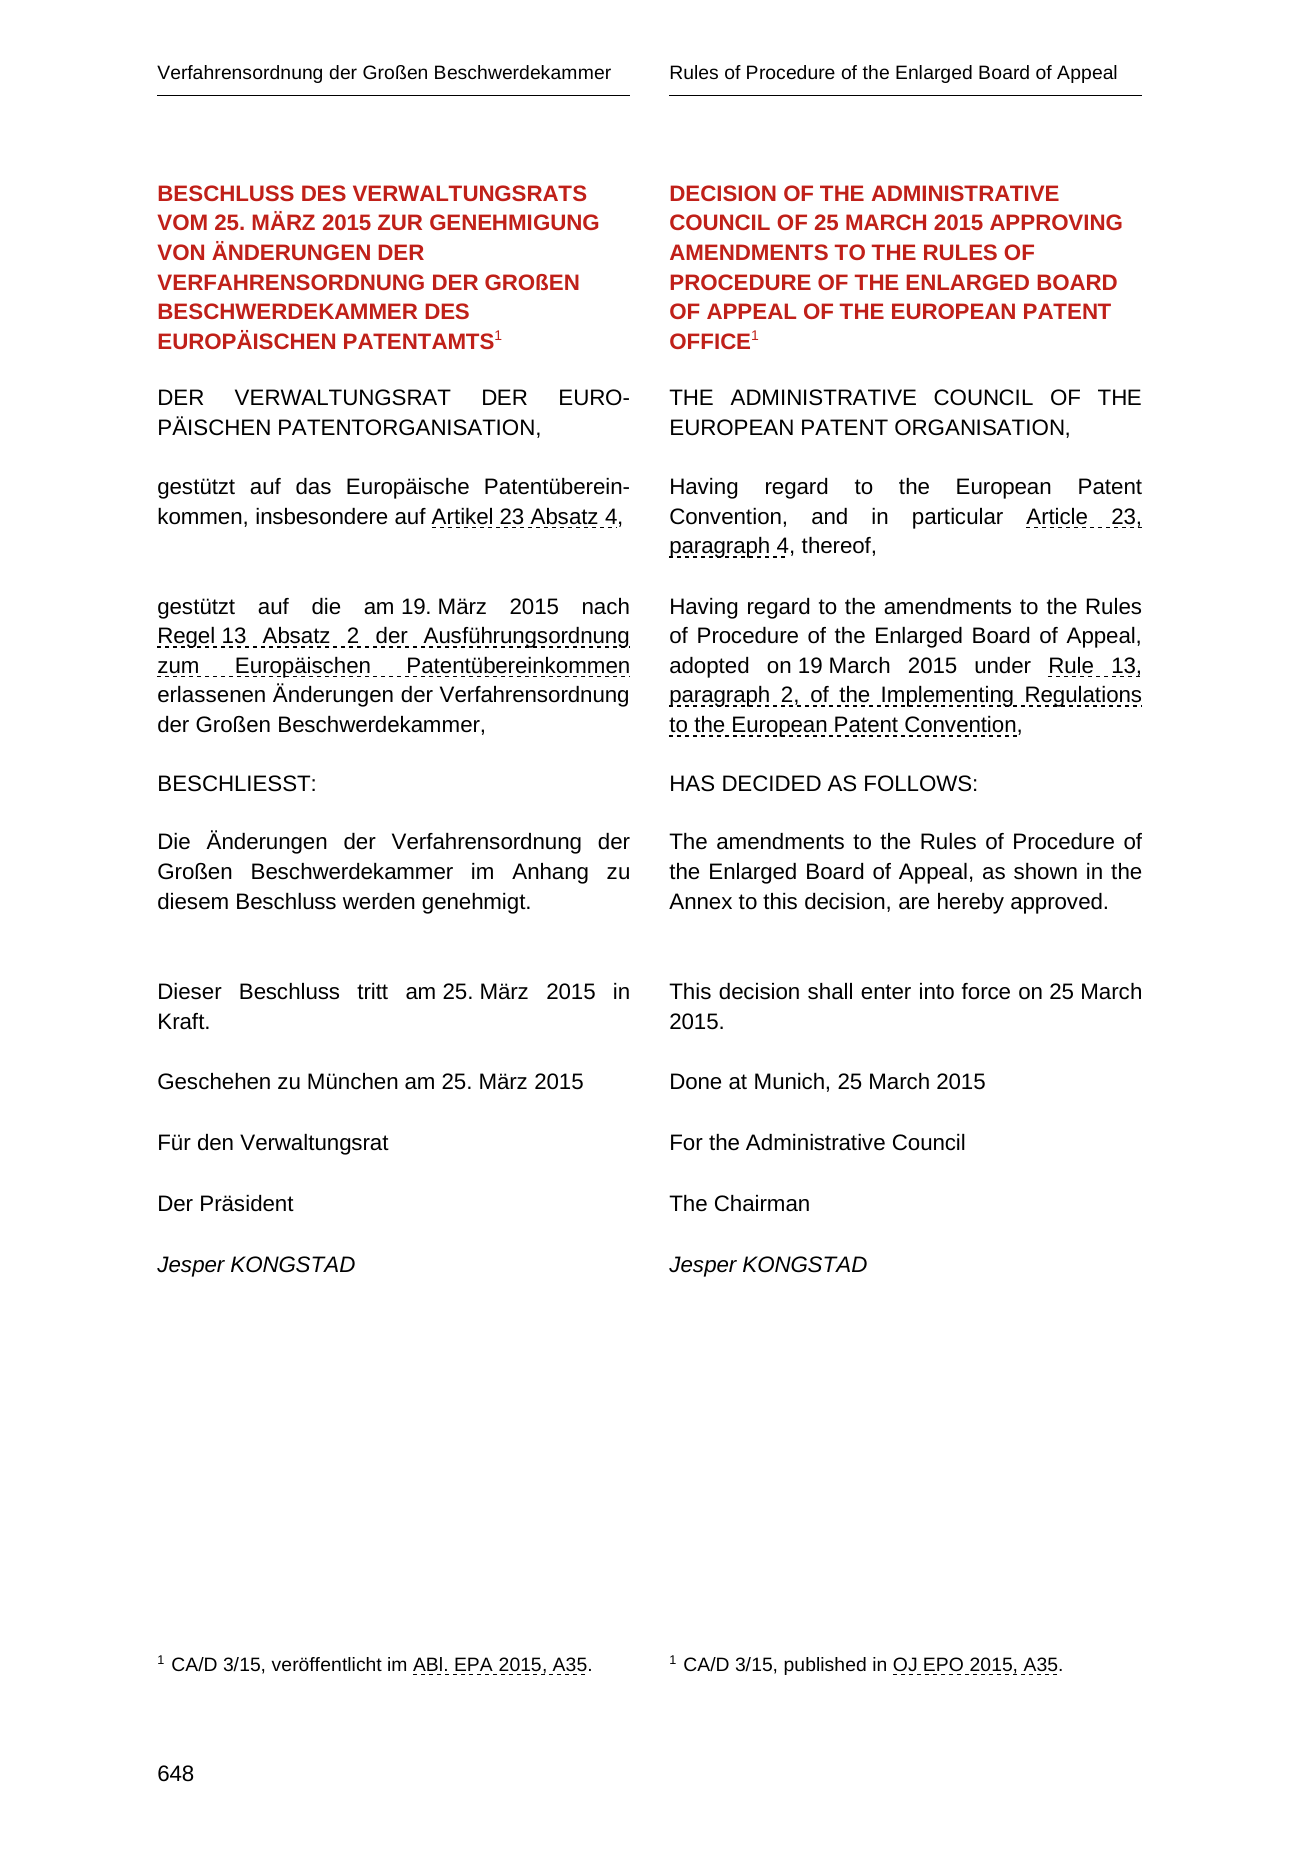 Verfahrensordnung der Großen Beschwerdekammer
BESCHLUSS DES VERWALTUNGSRATS
VOM 25. MÄRZ 2015 ZUR GENEHMIGUNG
VON ÄNDERUNGEN DER
VERFAHRENSORDNUNG DER GROßEN
BESCHWERDEKAMMER DES
EUROPÄISCHEN PATENTAMTS¹
DER VERWALTUNGSRAT DER EURO-
PÄISCHEN PATENTORGANISATION,
gestützt auf das Europäische Patentüberein-
kommen, insbesondere auf Artikel 23 Absatz 4,
gestützt auf die am 19. März 2015 nach
Regel 13 Absatz 2 der Ausführungsordnung
zum Europäischen Patentübereinkommen
erlassenen Änderungen der Verfahrensordnung
der Großen Beschwerdekammer,
BESCHLIESST:
Die Änderungen der Verfahrensordnung der
Großen Beschwerdekammer im Anhang zu
diesem Beschluss werden genehmigt.
Dieser Beschluss tritt am 25. März 2015 in
Kraft.
Geschehen zu München am 25. März 2015
Für den Verwaltungsrat
Der Präsident
Jesper KONGSTAD
¹ CA/D 3/15, veröffentlicht im ABl. EPA 2015, A35.
Rules of Procedure of the Enlarged Board of Appeal
DECISION OF THE ADMINISTRATIVE
COUNCIL OF 25 MARCH 2015 APPROVING
AMENDMENTS TO THE RULES OF
PROCEDURE OF THE ENLARGED BOARD
OF APPEAL OF THE EUROPEAN PATENT
OFFICE¹
THE ADMINISTRATIVE COUNCIL OF THE
EUROPEAN PATENT ORGANISATION,
Having regard to the European Patent
Convention, and in particular Article 23,
paragraph 4, thereof,
Having regard to the amendments to the Rules
of Procedure of the Enlarged Board of Appeal,
adopted on 19 March 2015 under Rule 13,
paragraph 2, of the Implementing Regulations
to the European Patent Convention,
HAS DECIDED AS FOLLOWS:
The amendments to the Rules of Procedure of
the Enlarged Board of Appeal, as shown in the
Annex to this decision, are hereby approved.
This decision shall enter into force on 25 March
2015.
Done at Munich, 25 March 2015
For the Administrative Council
The Chairman
Jesper KONGSTAD
¹ CA/D 3/15, published in OJ EPO 2015, A35.
648